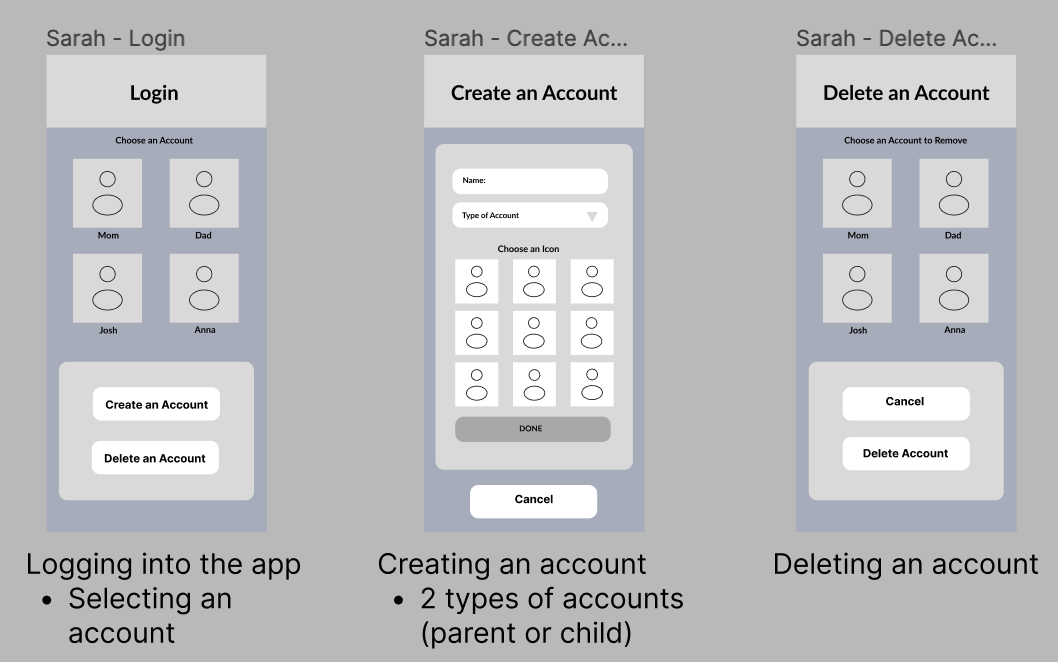 Sarah - Login
Login
Choose an Account
Mom
Dad
Josh
Anna
Create an Account
Delete an Account
Logging into the app
• Selecting an
account
Sarah - Create Ac...
Create an Account
Name:
Type of Account
Choose an Icon
DONE
Cancel
Creating an account
• 2 types of accounts
(parent or child)
Sarah - Delete Ac...
Delete an Account
Choose an Account to Remove
Mom
Dad
Josh
Anna
Cancel
Delete Account
Deleting an account